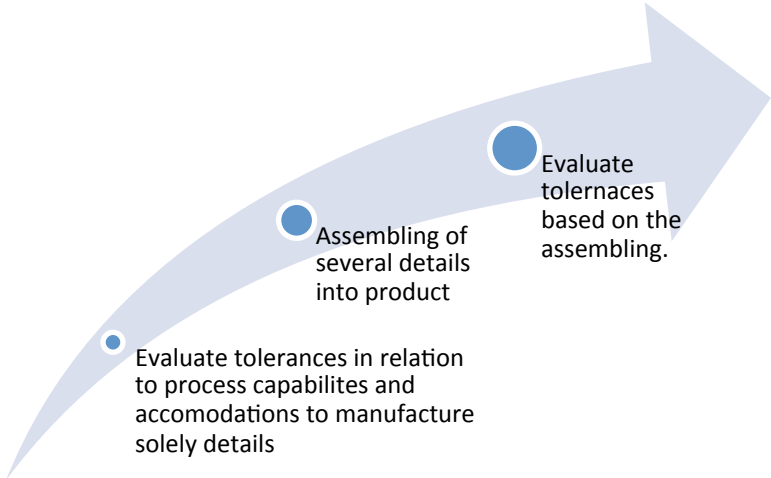 Evaluate tolerances in relation
to process capabilites and
accomodations to manufacture
solely details
Assembling of
several details
into product
Evaluate
tolernaces
based on the
assembling.